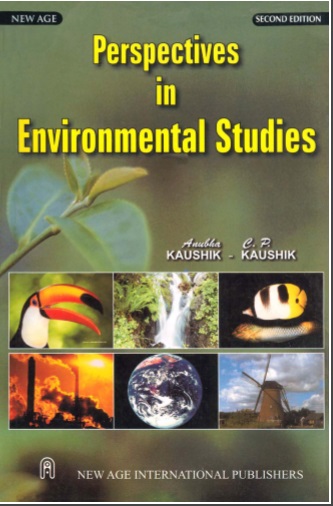 NEW AGE
SECOND EDITION
Perspectives
in
Environmental Studies
Anubha C. P.
KAUSHIK - KAUSHIK
NEW AGE INTERNATIONAL PUBLISHERS